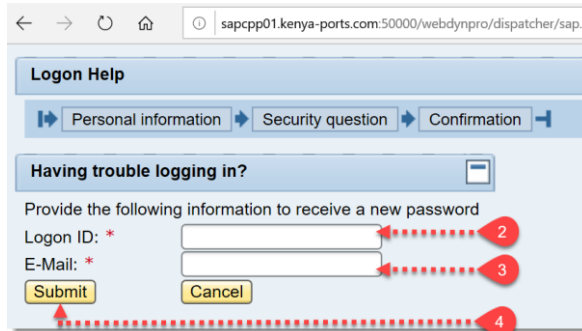 sapcpp01.kenya-ports.com:50000/webdynpro/dispatcher/sap.
Logon Help
Personal information Security question Confirmation
Having trouble logging in?
Provide the following information to receive a new password
Logon ID: * 2
E-Mail: * 3
Submit Cancel
4